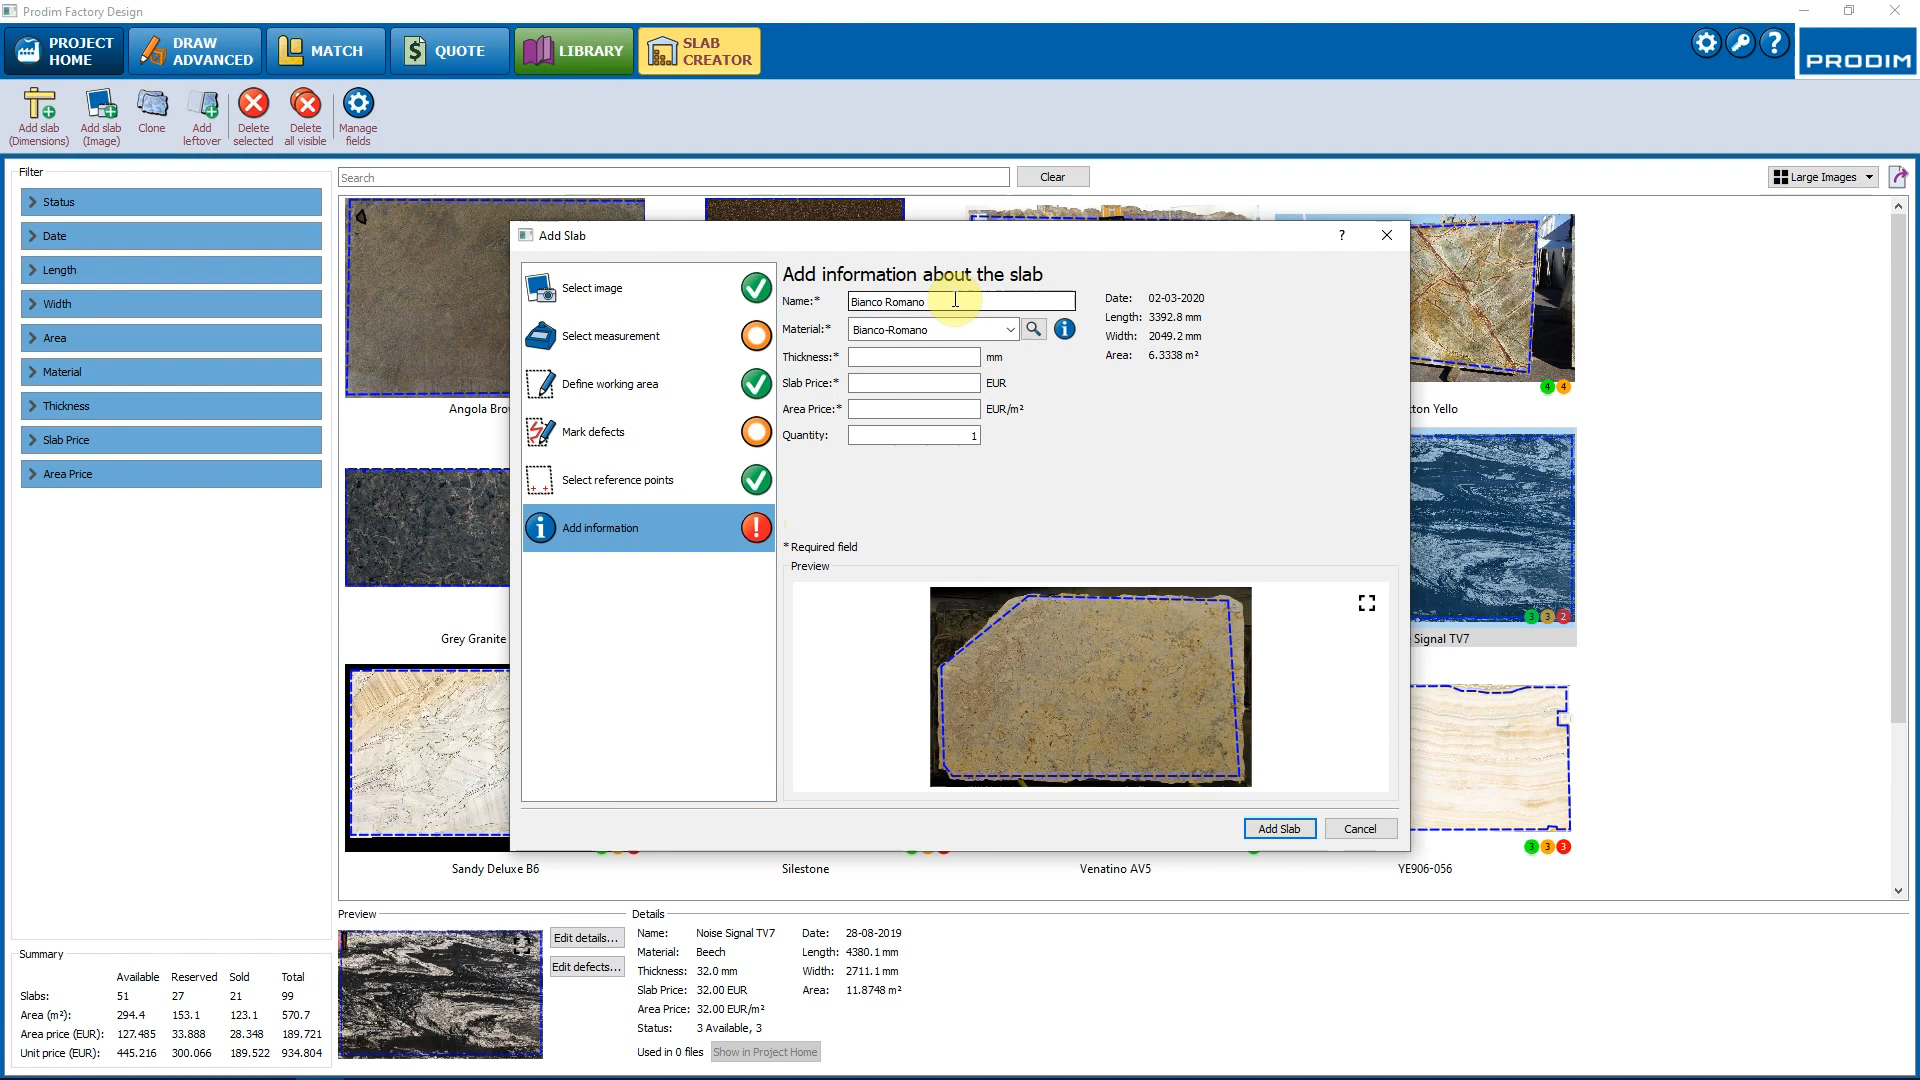 Prodim Factory Design
PROJECT HOME
DRAW ADVANCED
MATCH
$ QUOTE
LIBRARY
SLAB CREATOR
?
PRODIM
Add slab (Dimensions)
Add slab (Image)
Clone
Add leftover
Delete selected
Delete all visible
Manage fields
Filter
Search
Clear
Large Images
Status
Date
Length
Width
Area
Material
Thickness
Slab Price
Area Price
Add Slab
?
Select image
Select measurement
Define working area
Mark defects
Select reference points
Add information
Add information about the slab
Name:* Bianco Romano
Material:* Bianco-Romano
Thickness:* mm
Slab Price:* EUR
Area Price:* EUR/m²
Quantity: 1
Date: 02-03-2020
Length: 3392.8 mm
Width: 2049.2 mm
Area: 6.3338 m²
* Required field
Preview
Add Slab
Cancel
Angola Bro
ton Yello
4 4
Grey Granite
Signal TV7
3 3 2
Sandy Deluxe B6
Silestone
Venatino AV5
YE906-056
3 3 3
Summary
Available Reserved Sold Total
Slabs: 51 27 21 99
Area (m²): 294.4 153.1 123.1 570.7
Area price (EUR): 127.485 33.888 28.348 189.721
Unit price (EUR): 445.216 300.066 189.522 934.804
Preview
Edit details...
Edit defects...
Details
Name: Noise Signal TV7
Material: Beech
Thickness: 32.0 mm
Slab Price: 32.00 EUR
Area Price: 32.00 EUR/m²
Status: 3 Available, 3
Used in 0 files
Show in Project Home
Date: 28-08-2019
Length: 4380.1 mm
Width: 2711.1 mm
Area: 11.8748 m²